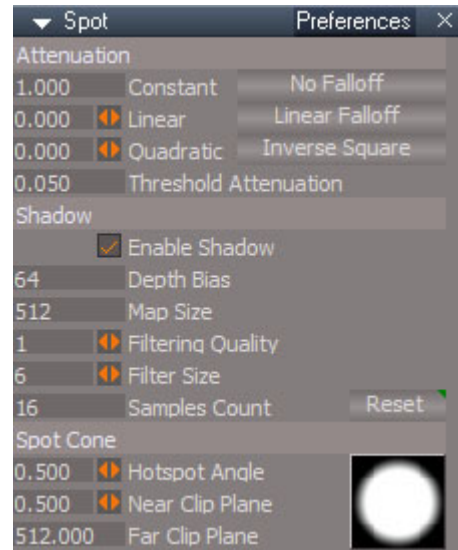 Spot Preferences
Attenuation
1.000 Constant No Falloff
0.000 Linear Linear Falloff
0.000 Quadratic Inverse Square
0.050 Threshold Attenuation
Shadow
Enable Shadow
64 Depth Bias
512 Map Size
1 Filtering Quality
6 Filter Size
16 Samples Count Reset
Spot Cone
0.500 Hotspot Angle
0.500 Near Clip Plane
512.000 Far Clip Plane